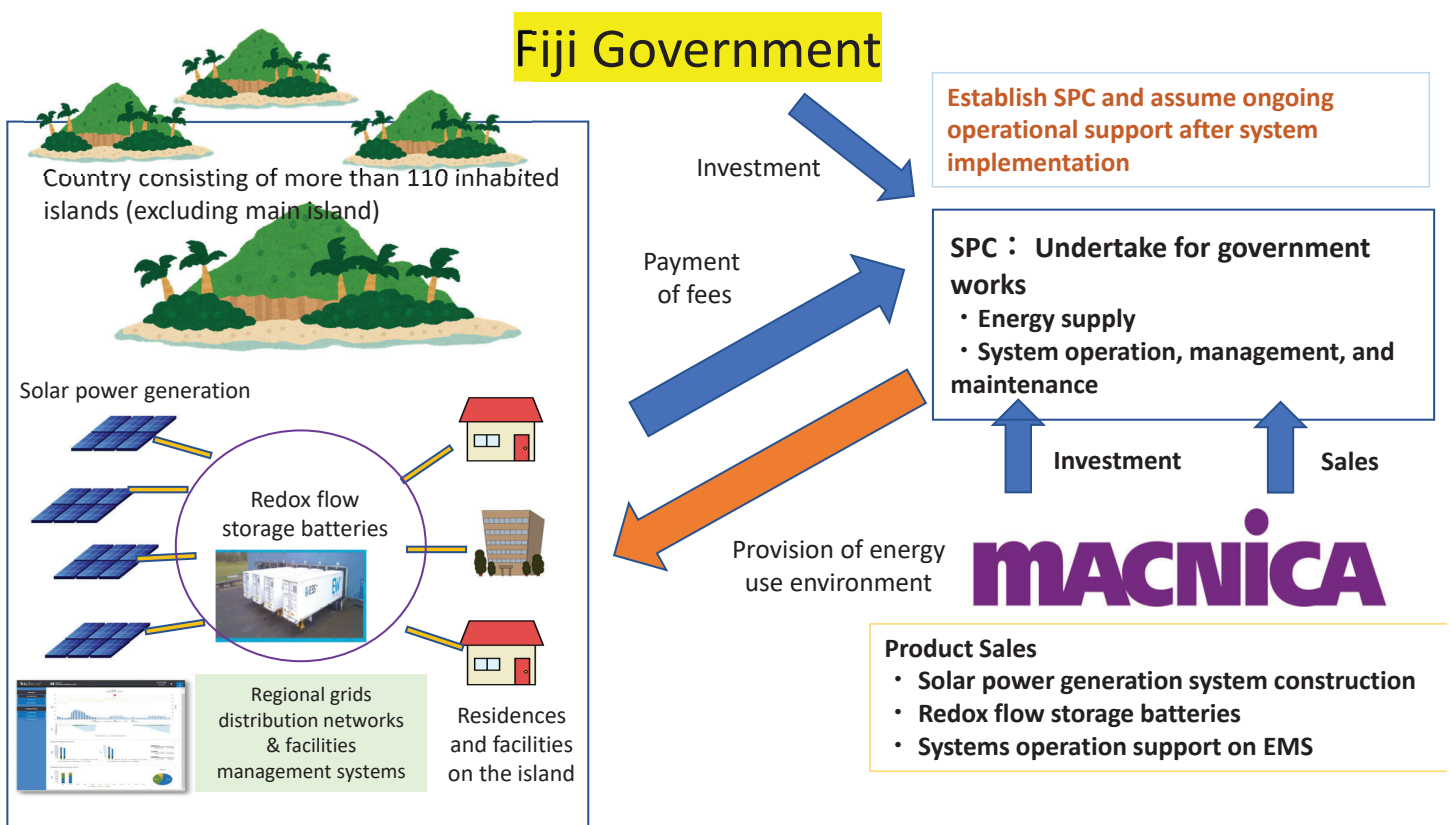 Fiji Government
Country consisting of more than 110 inhabited
islands (excluding main island)
Solar power generation
Redox flow
storage batteries
Regional grids
distribution networks
& facilities
management systems
Residences
and facilities
on the island
Investment
Payment
of fees
Provision of energy
use environment
Establish SPC and assume ongoing
operational support after system
implementation
SPC： Undertake for government
works
・Energy supply
・System operation, management, and
maintenance
Investment
Sales
MACNiCA
Product Sales
・ Solar power generation system construction
・ Redox flow storage batteries
・ Systems operation support on EMS